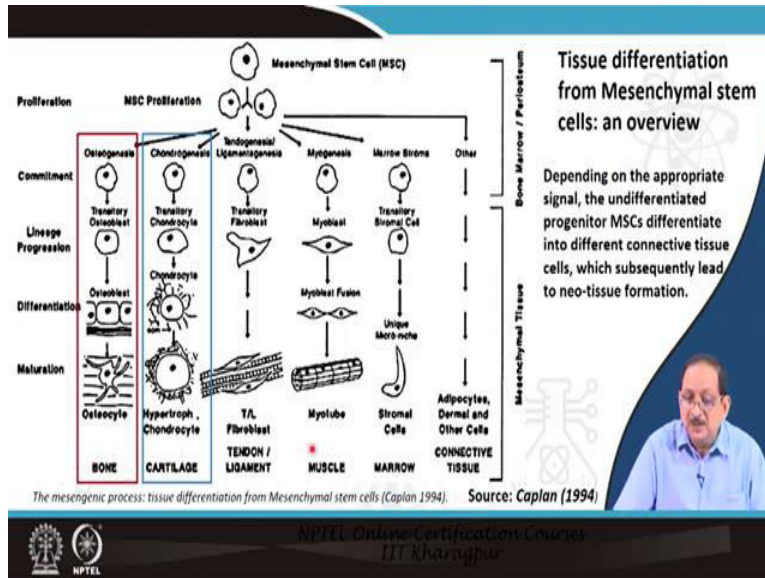 Tissue differentiation
from Mesenchymal stem
cells: an overview
Depending on the appropriate
signal, the undifferentiated
progenitor MSCs differentiate
into different connective tissue
cells, which subsequently lead
to neo-tissue formation.
Mesenchymal Stem Cell (MSC)
Proliferation
MSC Proliferation
Bone Marrow / Periosteum
Osteogenesis
Chondrogenesis
Tendogenesis/
Ligamentagenesis
Myogenesis
Marrow Stroma
Other
Commitment
Transitory
Osteoblast
Transitory
Chondrocyte
Transitory
Fibroblast
Myoblast
Transitory
Stromal Cell
Lineage
Progression
Chondrocyte
Mesenchymal Tissue
Differentiation
Osteoblast
Myoblast Fusion
Unique
Micro-niche
Maturation
Osteocyte
Hypertroph.
Chondrocyte
T/L
Fibroblast
Myotube
Stromal
Cells
Adipocytes,
Dermal and
Other Cells
BONE
CARTILAGE
TENDON /
LIGAMENT
MUSCLE
MARROW
CONNECTIVE
TISSUE
The mesengenic process: tissue differentiation from Mesenchymal stem cells (Caplan 1994).
Source: Caplan (1994)
NPTEL Online Certification Courses
IIT Kharagpur
NPTEL